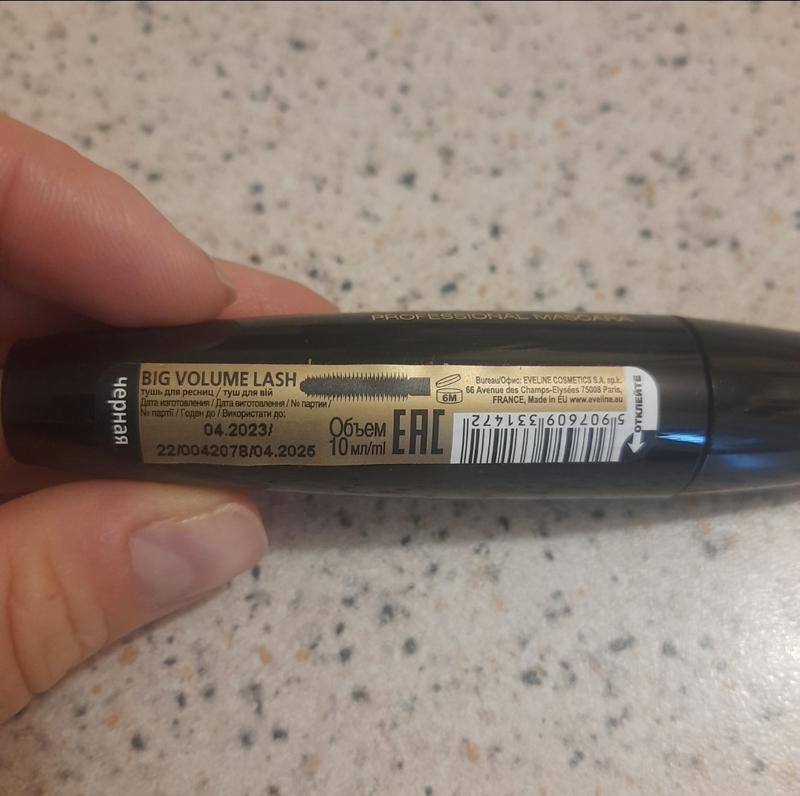 PROFESSIONAL MASCARA
черная
BIG VOLUME LASH
тушь для ресниц / туш для вій
Дата изготовления / Дата виготовлення / № партии /
№ партії / Годен до / Використати до:
04.2023/
22/0042078/04.2025
Объем
10 мл/ml
EAC
6M
Bureau/Офис: EVELINE COSMETICS S.A. sp.k.
66 Avenue des Champs-Elysées 75008 Paris,
FRANCE, Made in EU www.eveline.eu
5 907609 331472
ОТКЛЕЙТЕ